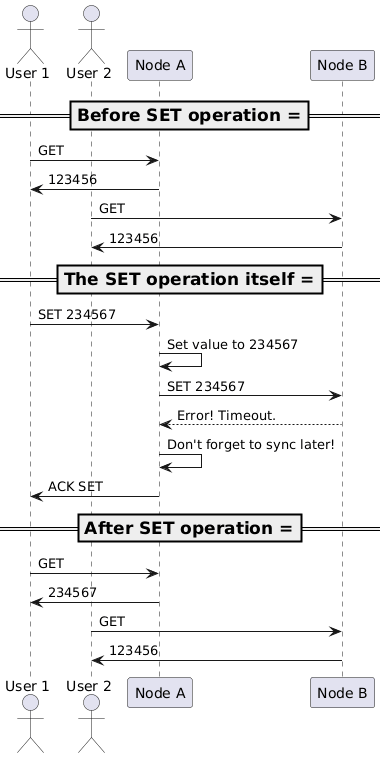 User 1
User 2
Node A
Node B
Before SET operation =
GET
123456
GET
123456
The SET operation itself =
SET 234567
Set value to 234567
SET 234567
Error! Timeout.
Don't forget to sync later!
ACK SET
After SET operation =
GET
234567
GET
123456
User 1
User 2
Node A
Node B